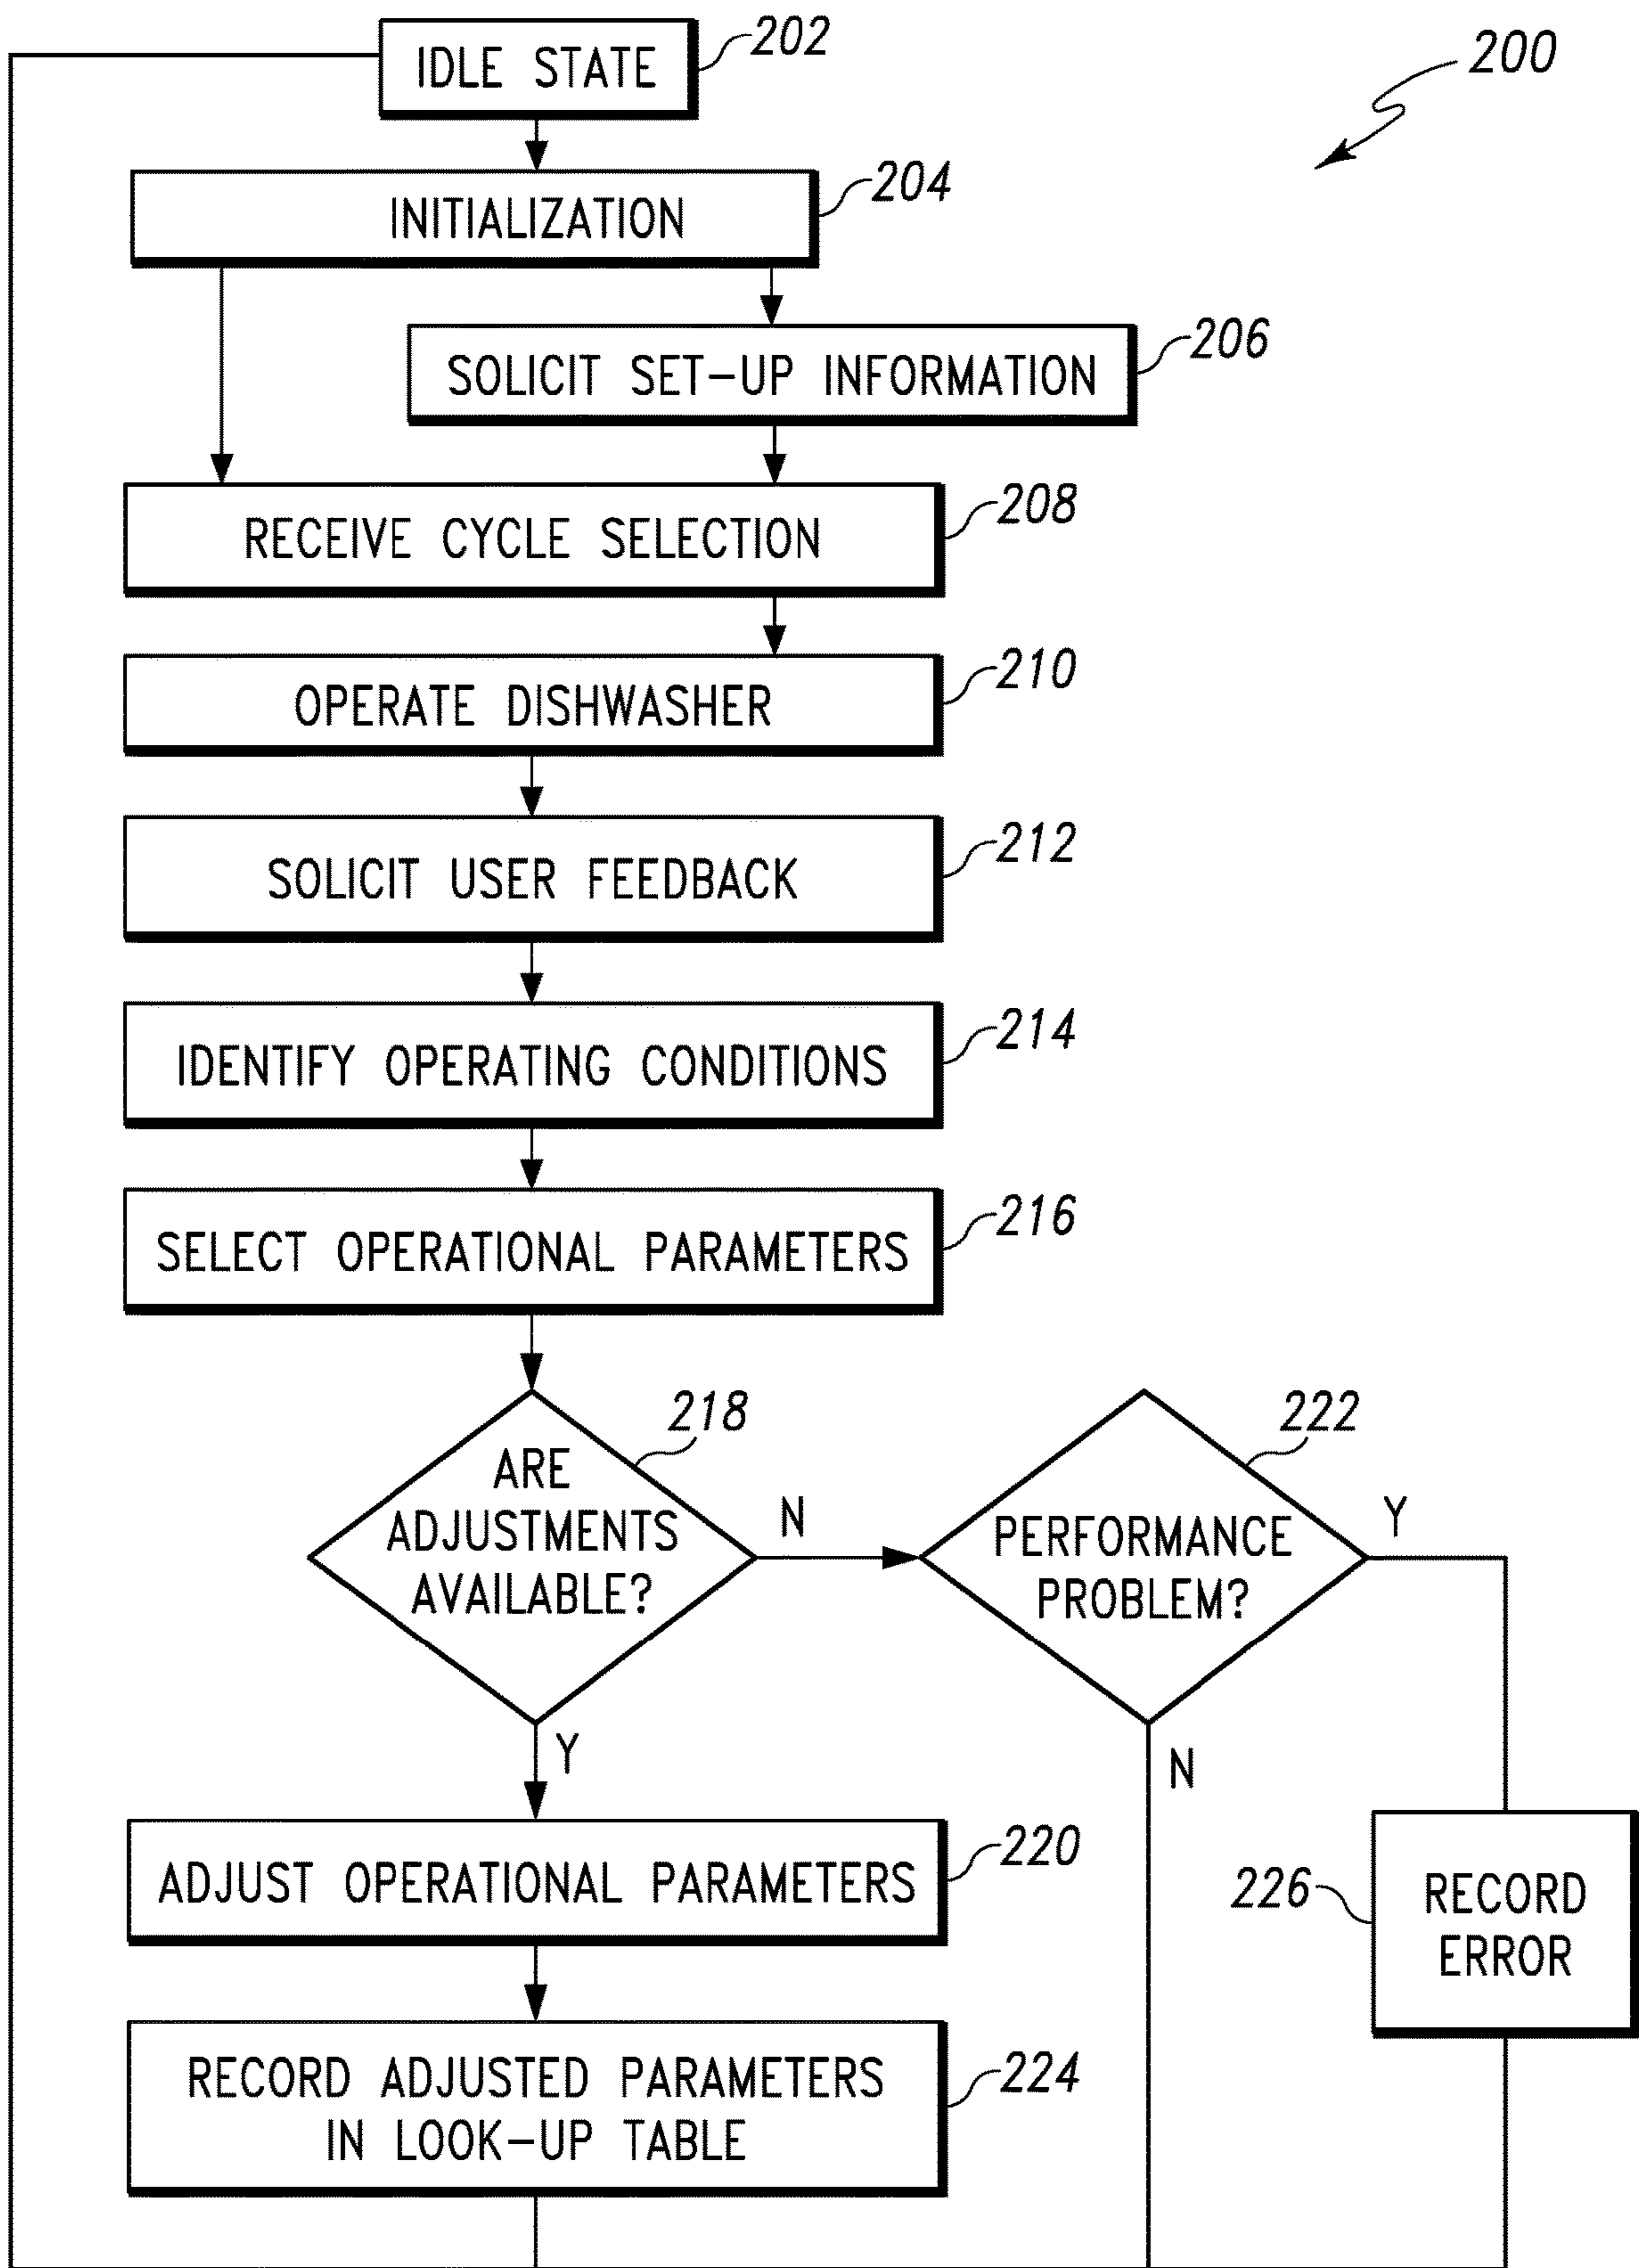 IDLE STATE
202
200
INITIALIZATION
204
SOLICIT SET-UP INFORMATION
206
RECEIVE CYCLE SELECTION
208
OPERATE DISHWASHER
210
SOLICIT USER FEEDBACK
212
IDENTIFY OPERATING CONDITIONS
214
SELECT OPERATIONAL PARAMETERS
216
ARE
ADJUSTMENTS
AVAILABLE?
218
N
PERFORMANCE
PROBLEM?
222
Y
Y
N
ADJUST OPERATIONAL PARAMETERS
220
RECORD
ERROR
226
RECORD ADJUSTED PARAMETERS
IN LOOK-UP TABLE
224